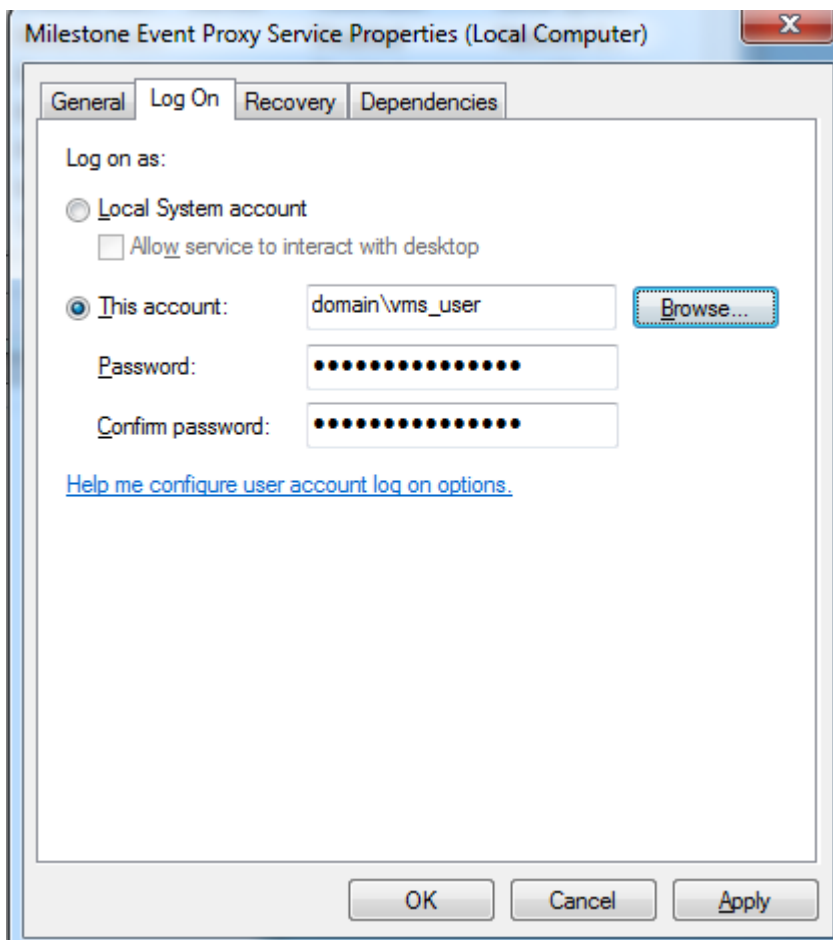 Milestone Event Proxy Service Properties (Local Computer)
General Log On Recovery Dependencies
Log on as:
Local System account
Allow service to interact with desktop
This account: domain\vms_user Browse...
Password: •••••••••••••••
Confirm password: •••••••••••••••
Help me configure user account log on options.
OK Cancel Apply